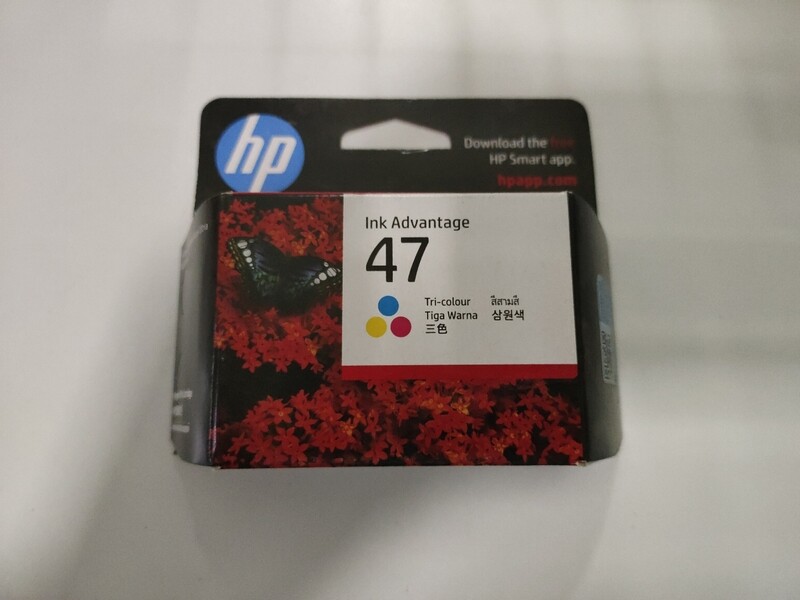 hp
Download the free
HP Smart app.
hpapp.com
Ink Advantage
47
Tri-colour สีสามสี
Tiga Warna 삼원색
三色